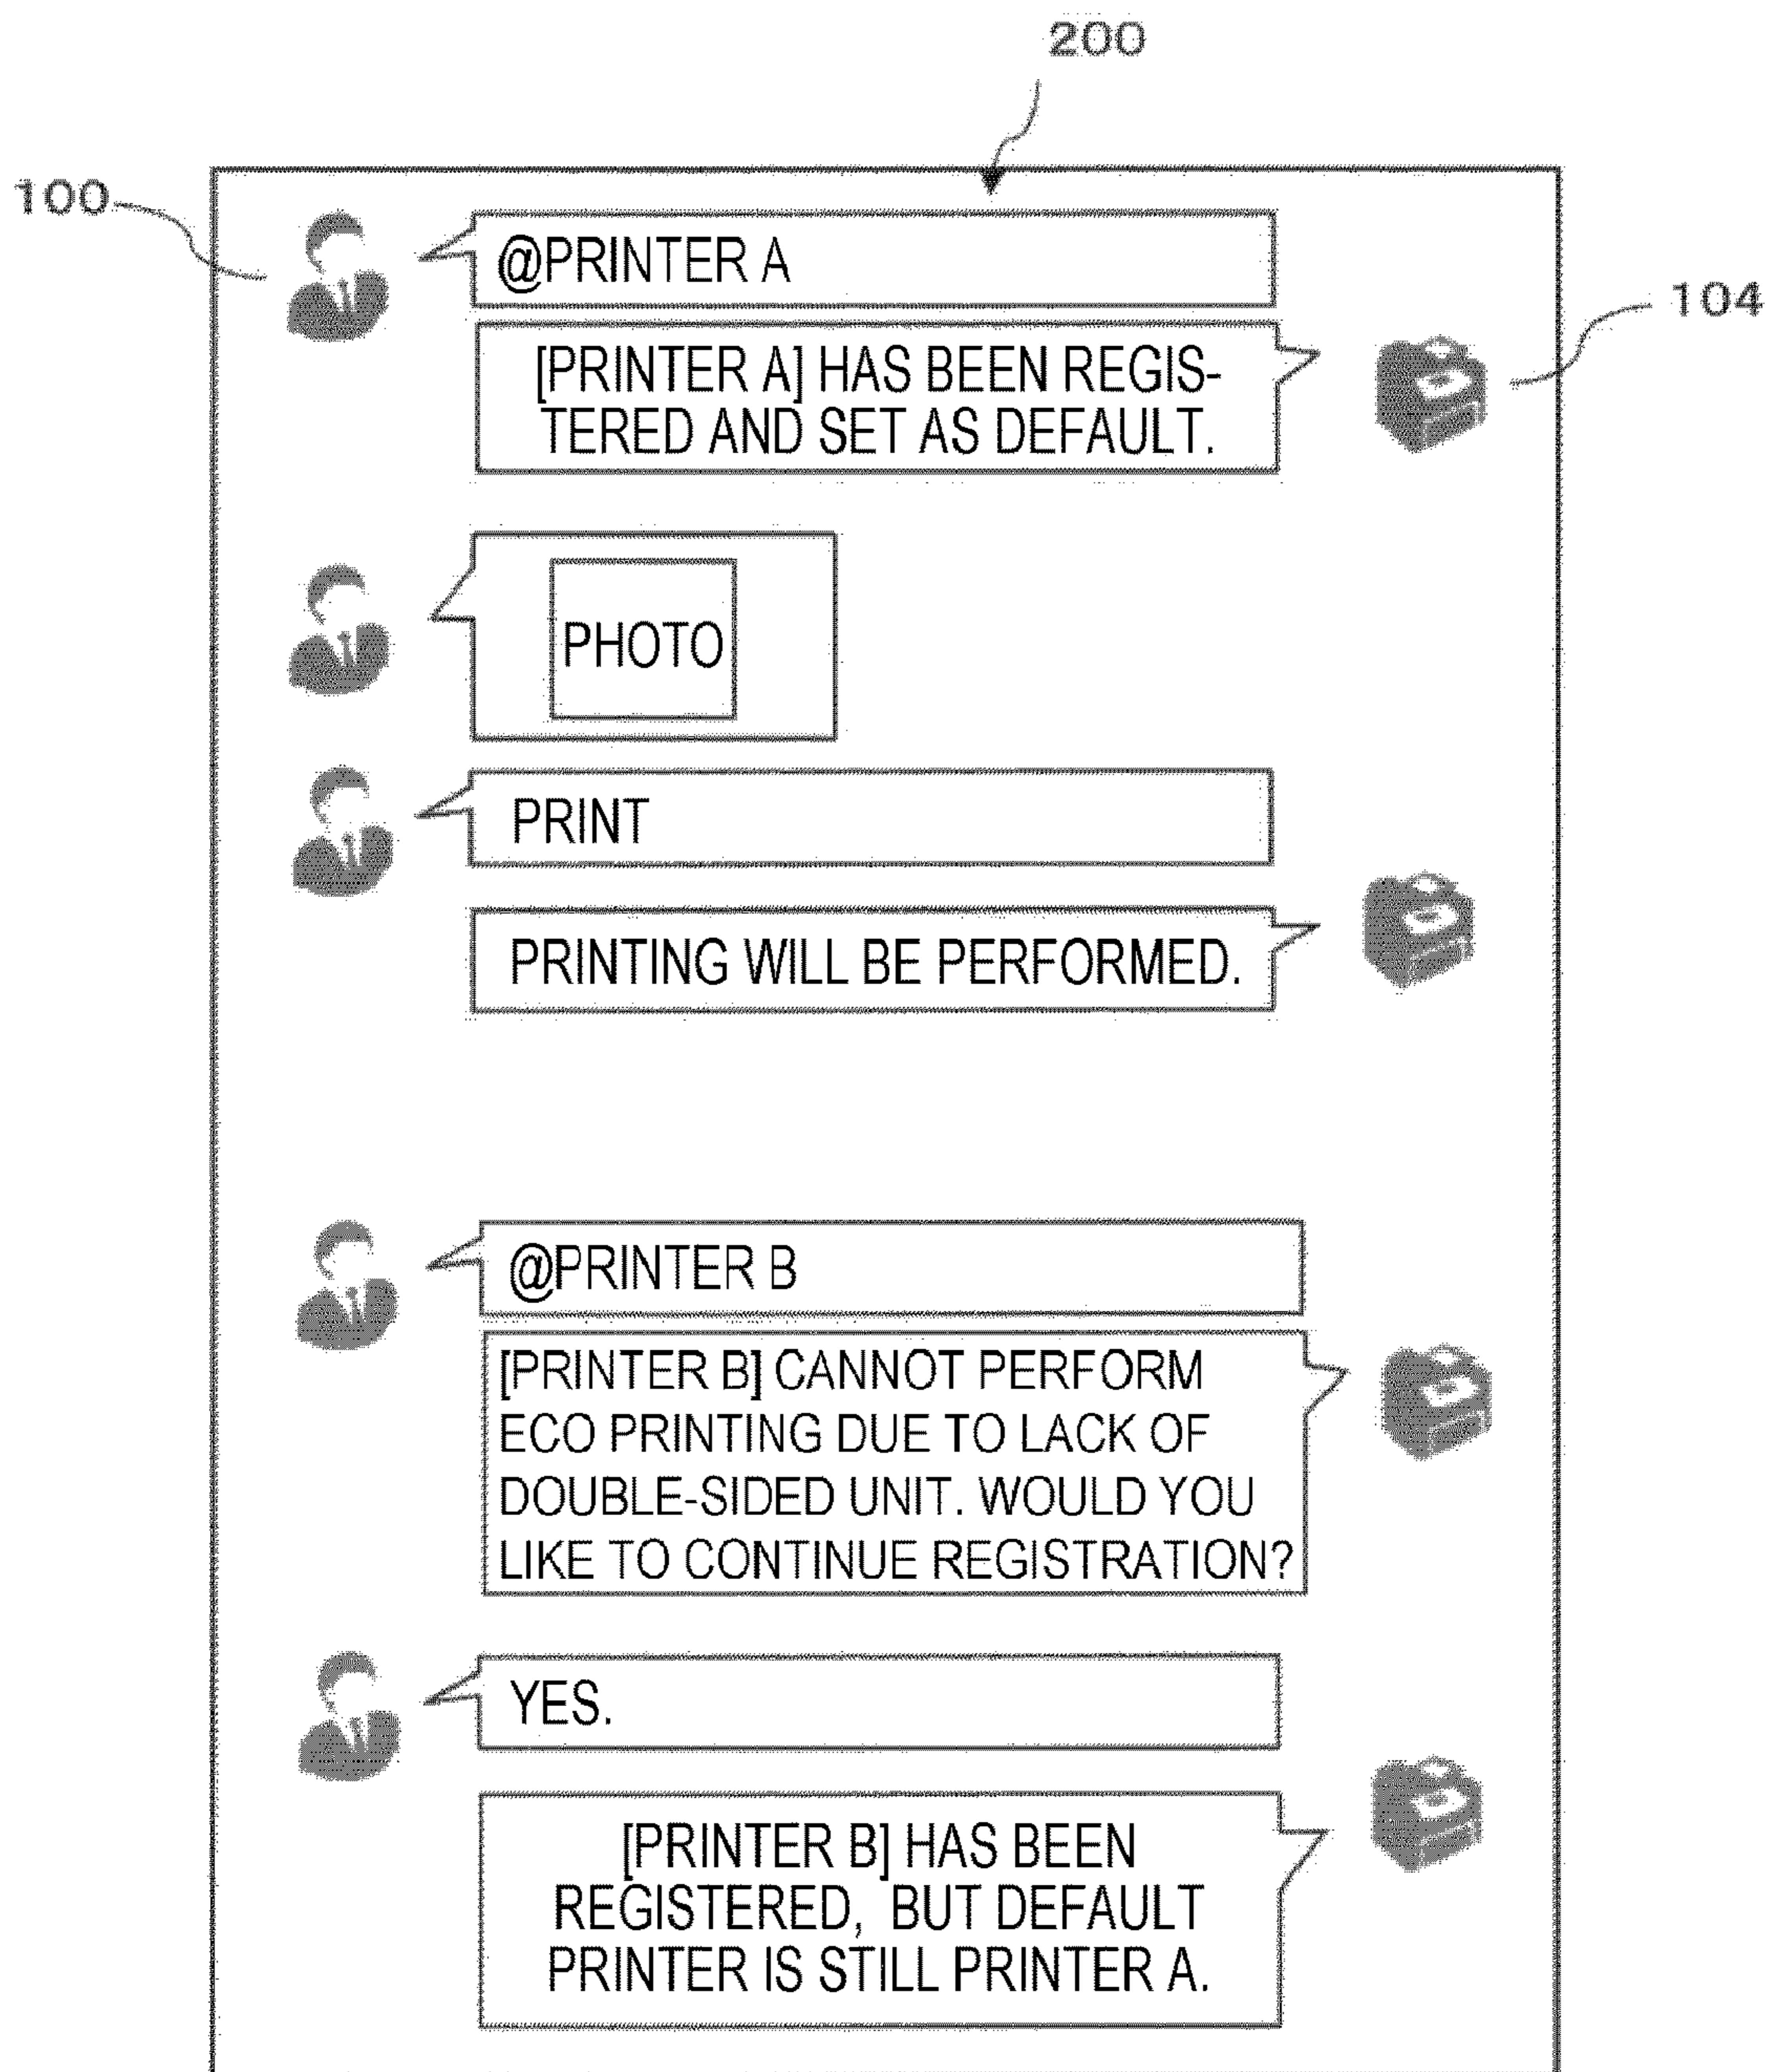 200
100
@PRINTER A
104
[PRINTER A] HAS BEEN REGIS-
TERED AND SET AS DEFAULT.
PHOTO
PRINT
PRINTING WILL BE PERFORMED.
@PRINTER B
[PRINTER B] CANNOT PERFORM
ECO PRINTING DUE TO LACK OF
DOUBLE-SIDED UNIT. WOULD YOU
LIKE TO CONTINUE REGISTRATION?
YES.
[PRINTER B] HAS BEEN
REGISTERED, BUT DEFAULT
PRINTER IS STILL PRINTER A.